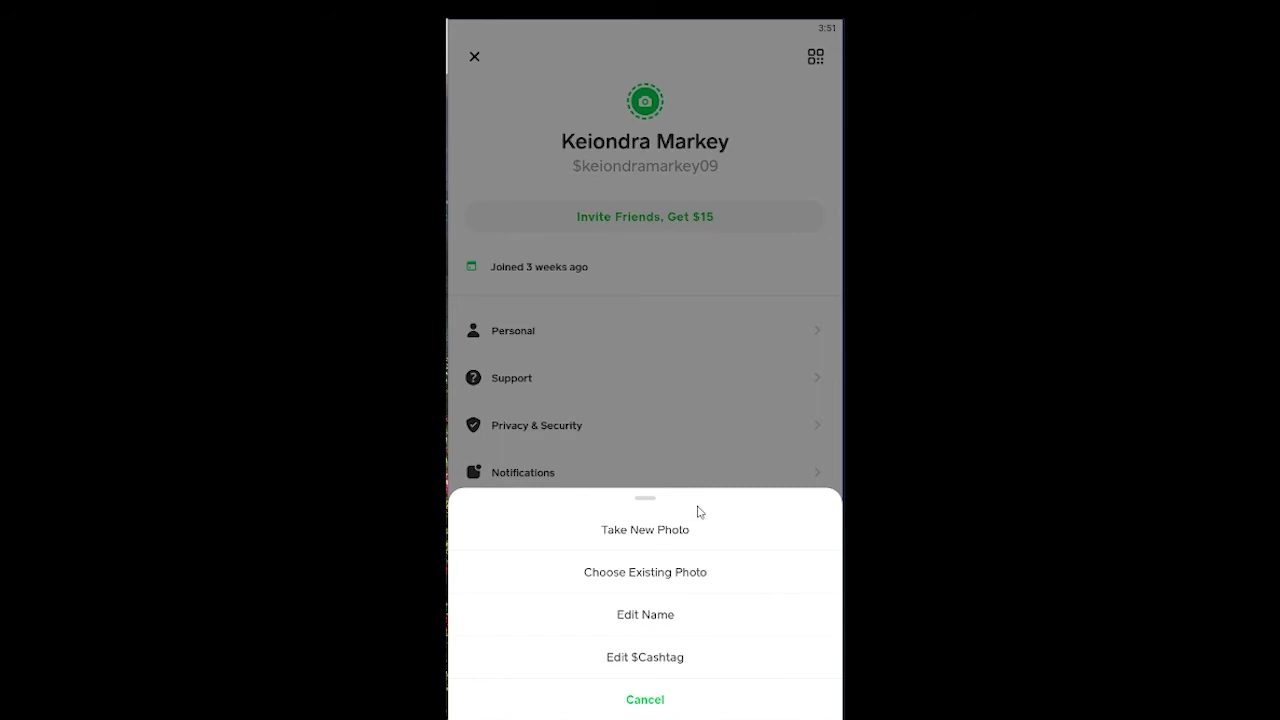 3:51
Keiondra Markey
$keiondramarkey09
Invite Friends, Get $15
Joined 3 weeks ago
Personal
Support
Privacy & Security
Notifications
Take New Photo
Choose Existing Photo
Edit Name
Edit $Cashtag
Cancel